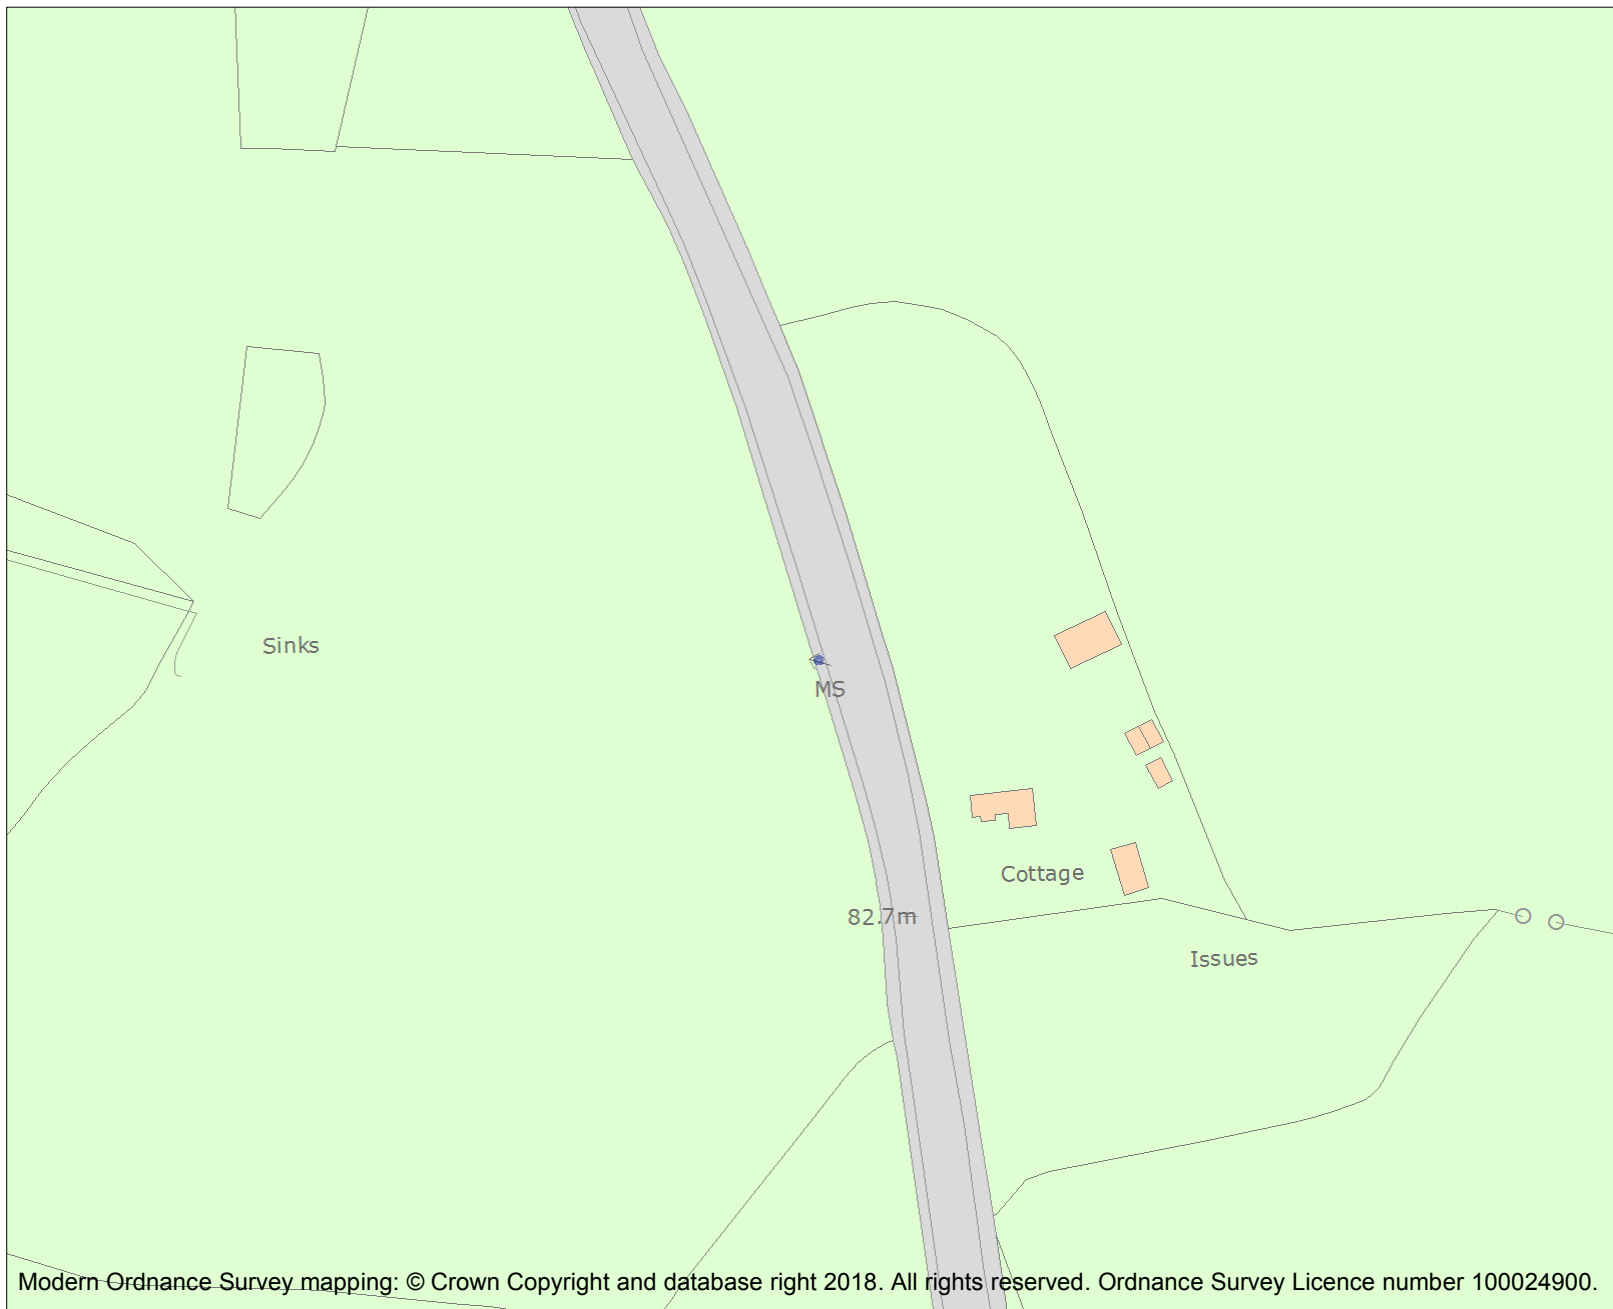 Sinks
MS
Cottage
82.7m
Issues
Modern Ordnance Survey mapping: © Crown Copyright and database right 2018. All rights reserved. Ordnance Survey Licence number 100024900.